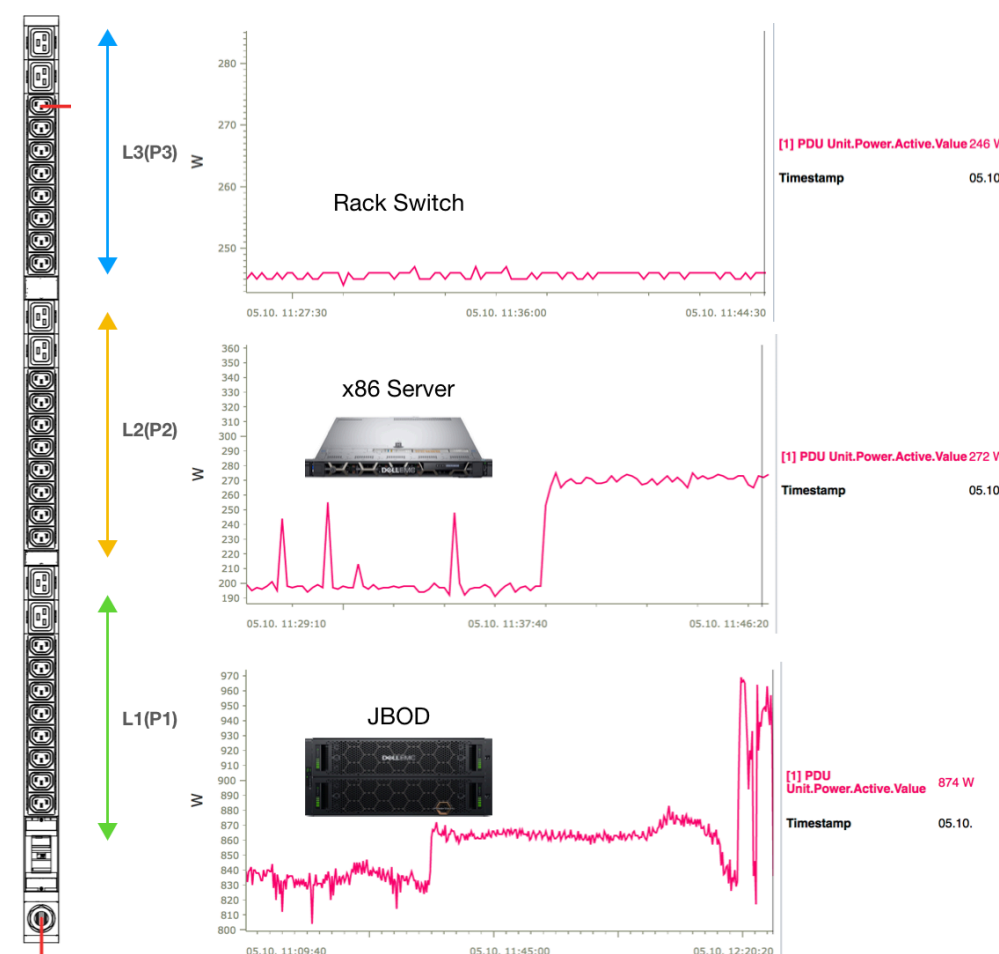 L3(P3)
L2(P2)
L1(P1)
280
270
260
250
W
Rack Switch
05.10. 11:27:30
05.10. 11:36:00
05.10. 11:44:30
[1] PDU Unit.Power.Active.Value 246 W
Timestamp 05.10
360
350
340
330
320
310
300
290
280
270
260
250
240
230
220
210
200
190
W
x86 Server
DELLEMC
05.10. 11:29:10
05.10. 11:37:40
05.10. 11:46:20
[1] PDU Unit.Power.Active.Value 272 W
Timestamp 05.10
970
960
950
940
930
920
910
900
890
880
870
860
850
840
830
820
810
800
W
JBOD
DELLEMC
05.10. 11:09:40
05.10. 11:45:00
05.10. 12:20:20
[1] PDU
Unit.Power.Active.Value 874 W
Timestamp 05.10.